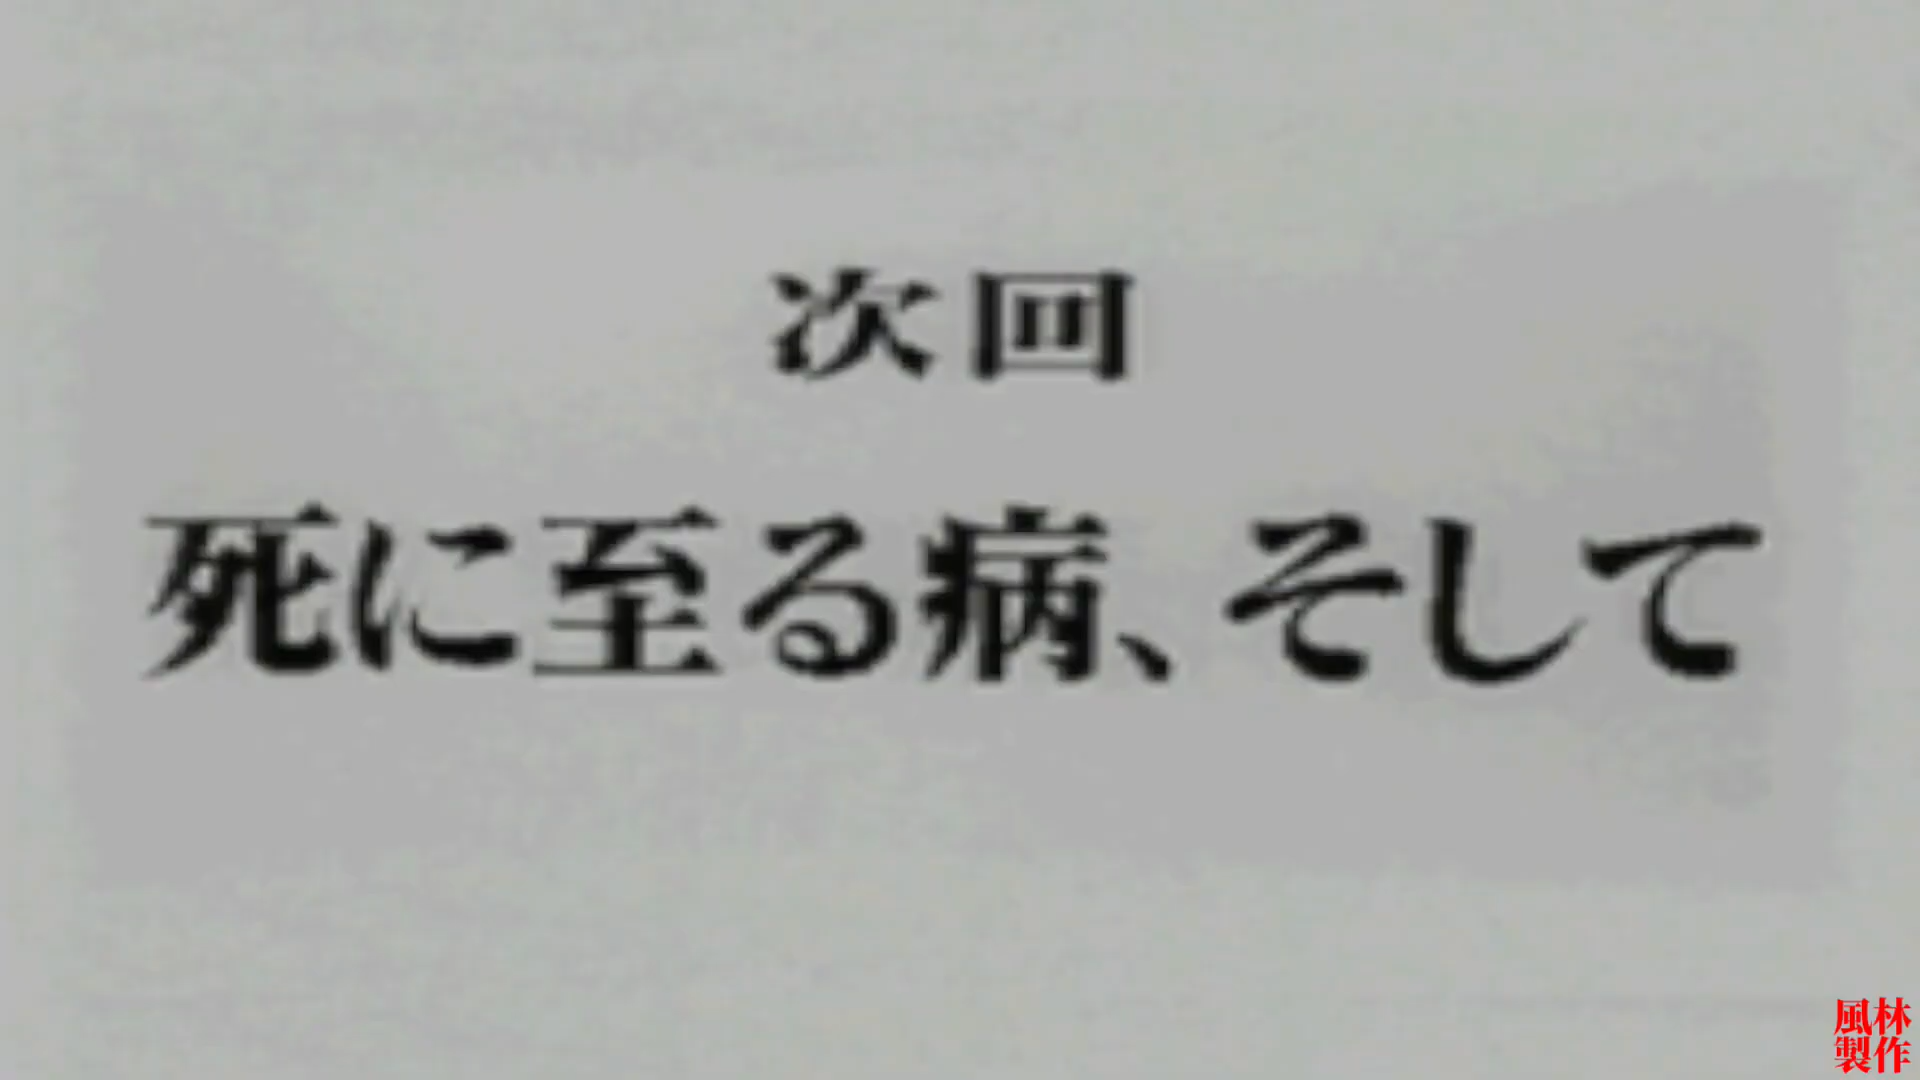 次回
死に至る病、そして
風林
製作